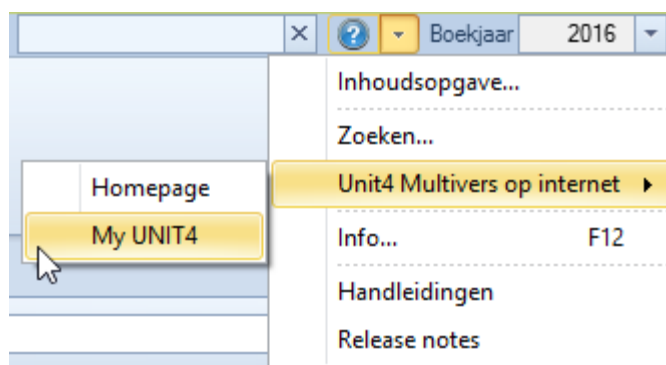 Boekjaar 2016
Inhoudsopgave...
Zoeken...
Unit4 Multivers op internet
Homepage
My UNIT4
Info... F12
Handleidingen
Release notes